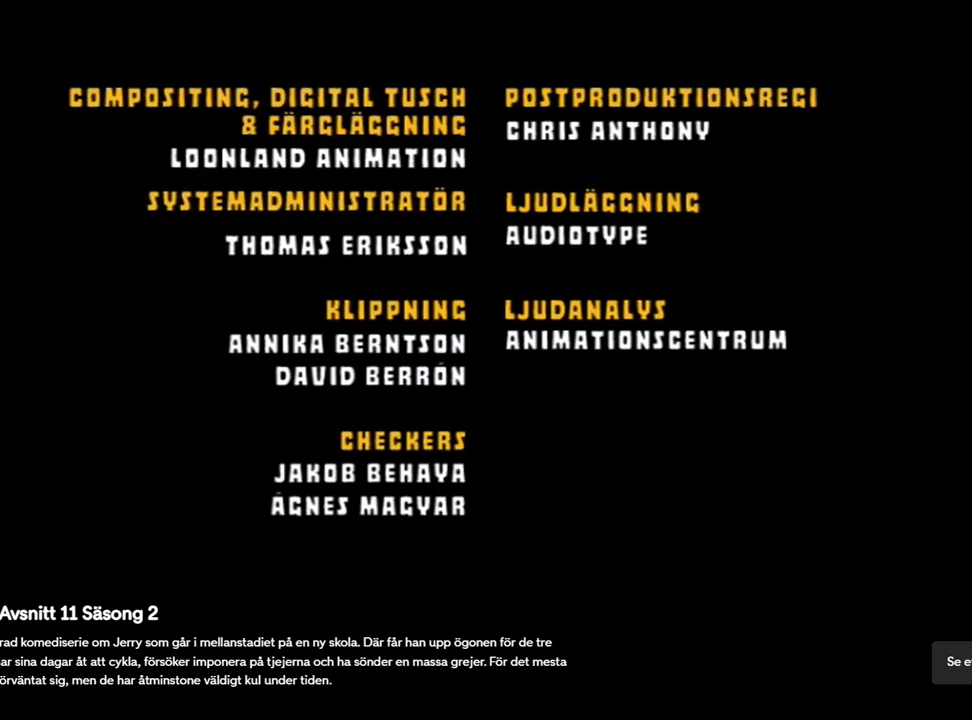 COMPOSITING, DIGITAL TUSCH
& FÄRGLÄGGNING
LOONLAND ANIMATION
SYSTEMADMINISTRATÖR
THOMAS ERIKSSON
KLIPPNING
ANNIKA BERNTSON
DAVID BERRÓN
CHECKERS
JAKOB BEHAYA
ÁGNES MAGYAR
POSTPRODUKTIONSREGI
CHRIS ANTHONY
LJUDLÄGGNING
AUDIOTYPE
LJUDANALYS
ANIMATIONSCENTRUM
Avsnitt 11 Säsong 2
rad komediserie om Jerry som går i mellanstadiet på en ny skola. Där får han upp ögonen för de tre
ar sina dagar åt att cykla, försöker imponera på tjejerna och ha sönder en massa grejer. För det mesta
örväntat sig, men de har åtminstone väldigt kul under tiden.
Se e